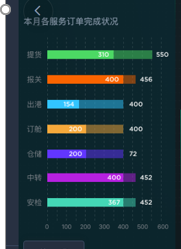 本月各服务订单完成状况
提货 310 550
报关 400 456
出港 154 400
订舱 200 400
仓储 200 72
中转 400 452
安检 367 452
0 100 200 300 400 500 600